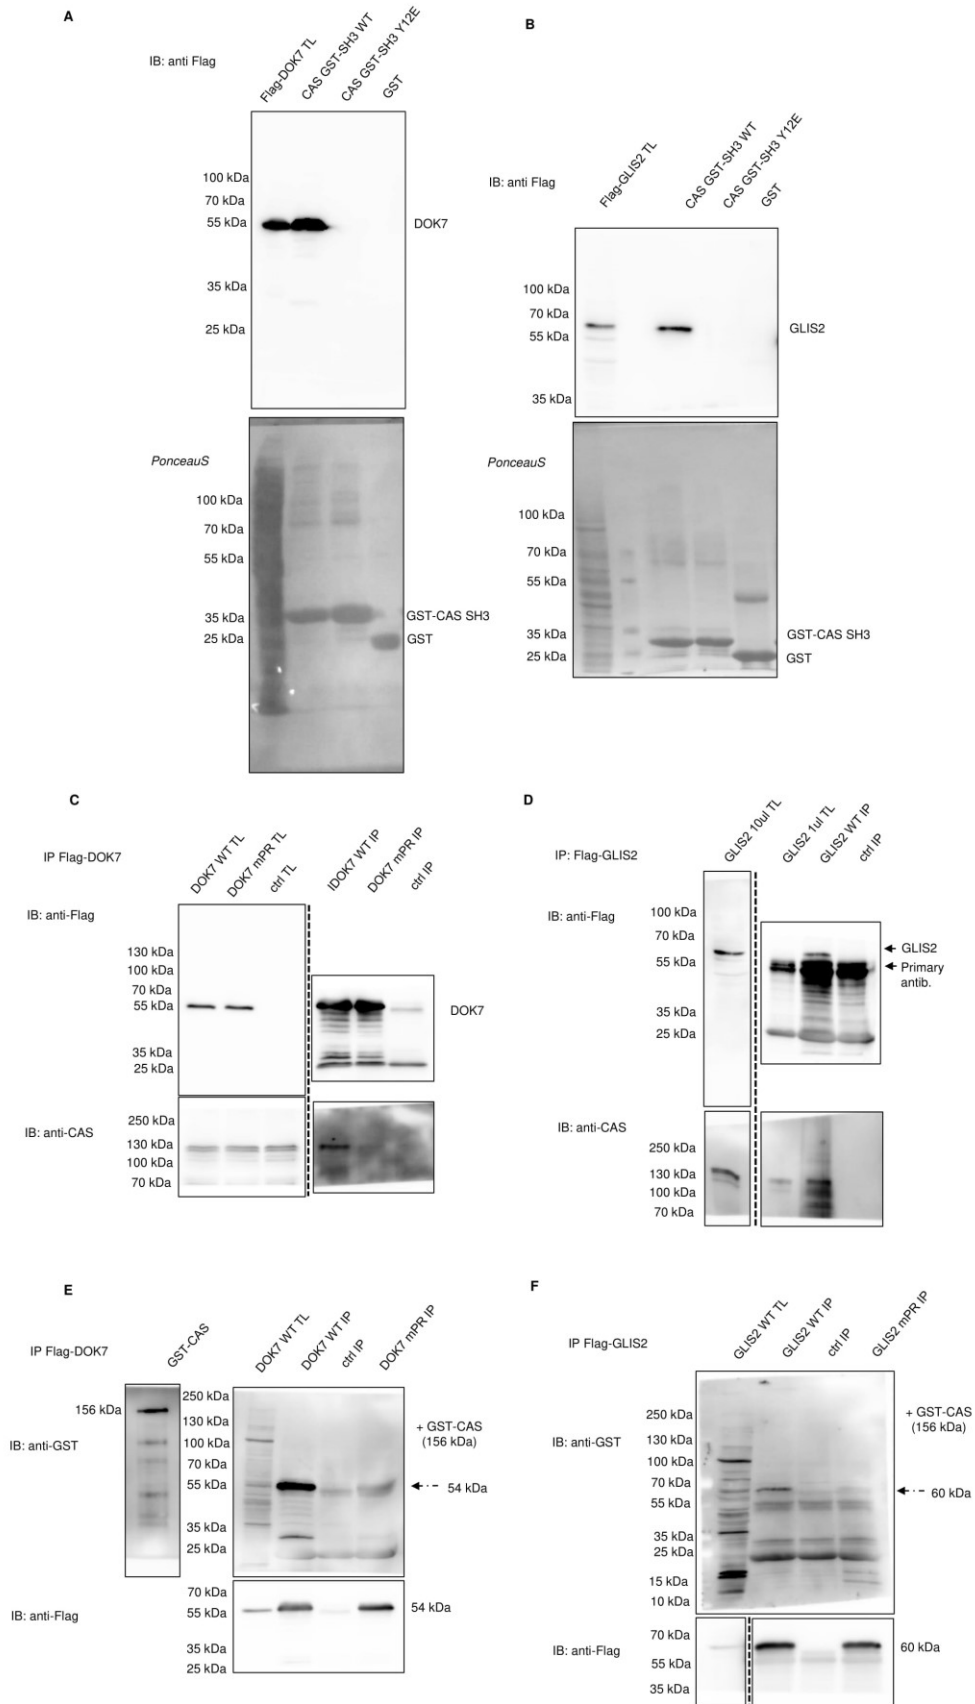 A
IB: anti Flag
Flag-DOK7 TL
CAS GST-SH3 WT
CAS GST-SH3 Y12E
GST
100 kDa
70 kDa
55 kDa
35 kDa
25 kDa
DOK7
PonceauS
100 kDa
70 kDa
55 kDa
35 kDa
25 kDa
GST-CAS SH3
GST
B
IB: anti Flag
Flag-GLIS2 TL
CAS GST-SH3 WT
CAS GST-SH3 Y12E
GST
100 kDa
70 kDa
55 kDa
35 kDa
GLIS2
PonceauS
100 kDa
70 kDa
55 kDa
35 kDa
25 kDa
GST-CAS SH3
GST
C
IP Flag-DOK7
DOK7 WT TL
DOK7 mPR TL
ctrl TL
IDOK7 WT IP
DOK7 mPR IP
ctrl IP
IB: anti-Flag
130 kDa
100 kDa
70 kDa
55 kDa
35 kDa
25 kDa
DOK7
IB: anti-CAS
250 kDa
130 kDa
100 kDa
70 kDa
D
IP: Flag-GLIS2
GLIS2 10ul TL
GLIS2 1ul TL
GLIS2 WT IP
ctrl IP
IB: anti-Flag
100 kDa
70 kDa
55 kDa
35 kDa
25 kDa
GLIS2
Primary
antib.
IB: anti-CAS
250 kDa
130 kDa
100 kDa
70 kDa
E
IP Flag-DOK7
GST-CAS
DOK7 WT TL
DOK7 WT IP
ctrl IP
DOK7 mPR IP
156 kDa
IB: anti-GST
250 kDa
130 kDa
100 kDa
70 kDa
55 kDa
35 kDa
25 kDa
+ GST-CAS
(156 kDa)
54 kDa
IB: anti-Flag
70 kDa
55 kDa
35 kDa
25 kDa
54 kDa
F
IP Flag-GLIS2
GLIS2 WT TL
GLIS2 WT IP
ctrl IP
GLIS2 mPR IP
IB: anti-GST
250 kDa
130 kDa
100 kDa
70 kDa
55 kDa
35 kDa
25 kDa
15 kDa
10 kDa
+ GST-CAS
(156 kDa)
60 kDa
IB: anti-Flag
70 kDa
55 kDa
35 kDa
60 kDa